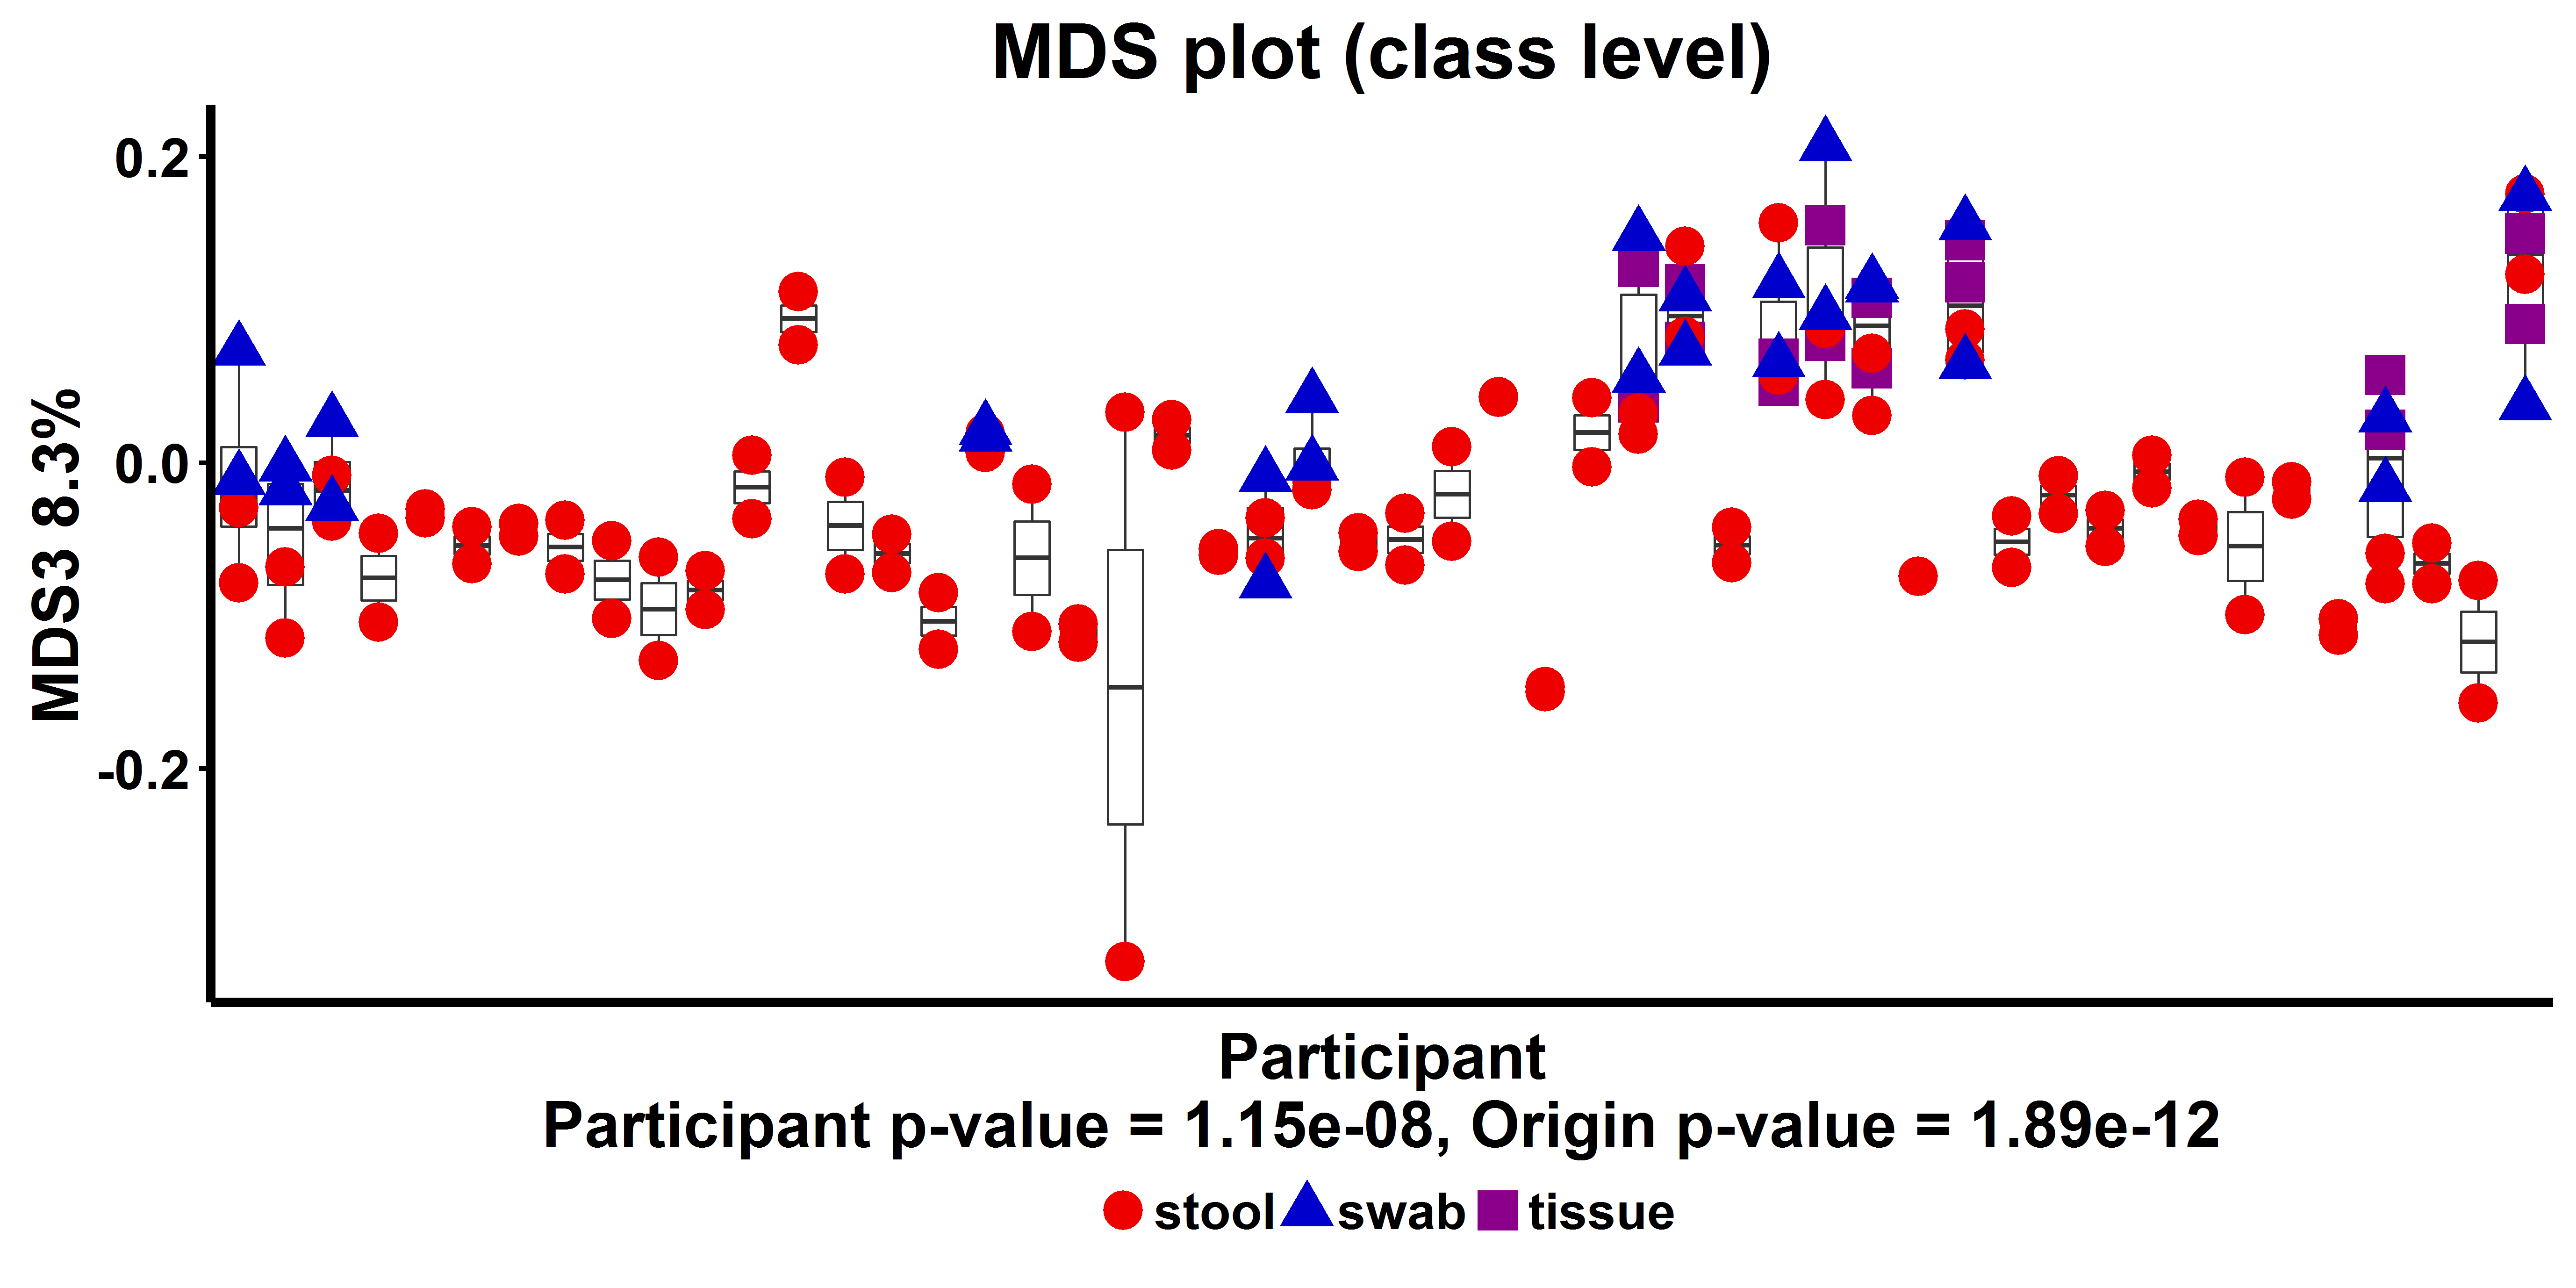 MDS plot (class level)
MDS3 8.3%
0.2
0.0
-0.2
Participant
Participant p-value = 1.15e-08, Origin p-value = 1.89e-12
stool swab tissue